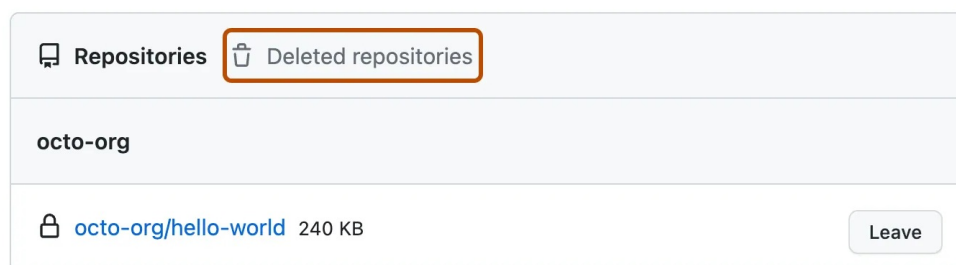 Repositories Deleted repositories
octo-org
octo-org/hello-world 240 KB Leave